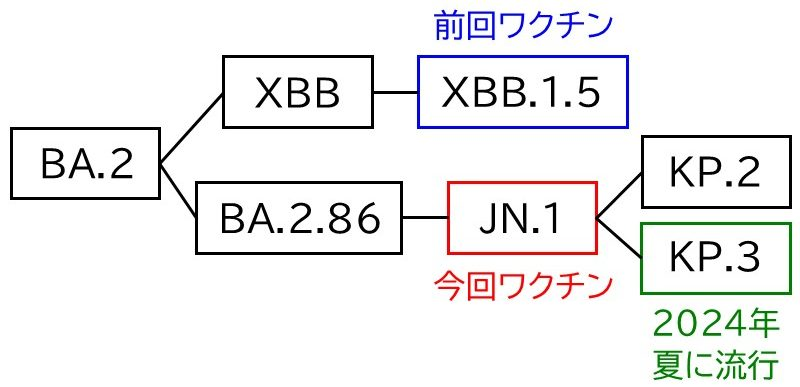 前回ワクチン
XBB
XBB.1.5
BA.2
KP.2
BA.2.86
JN.1
KP.3
今回ワクチン
2024年
夏に流行